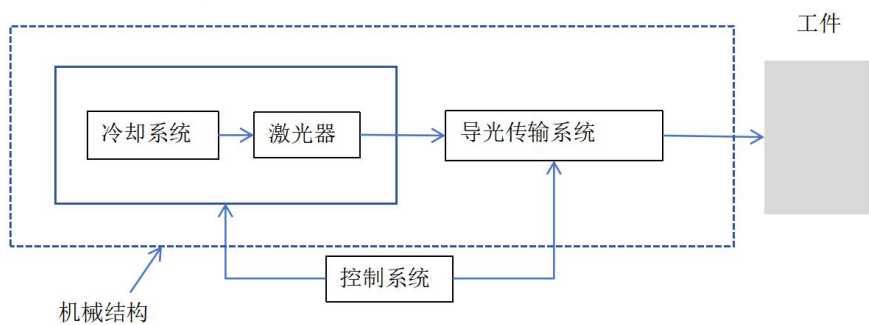 工件
冷却系统
激光器
导光传输系统
控制系统
机械结构